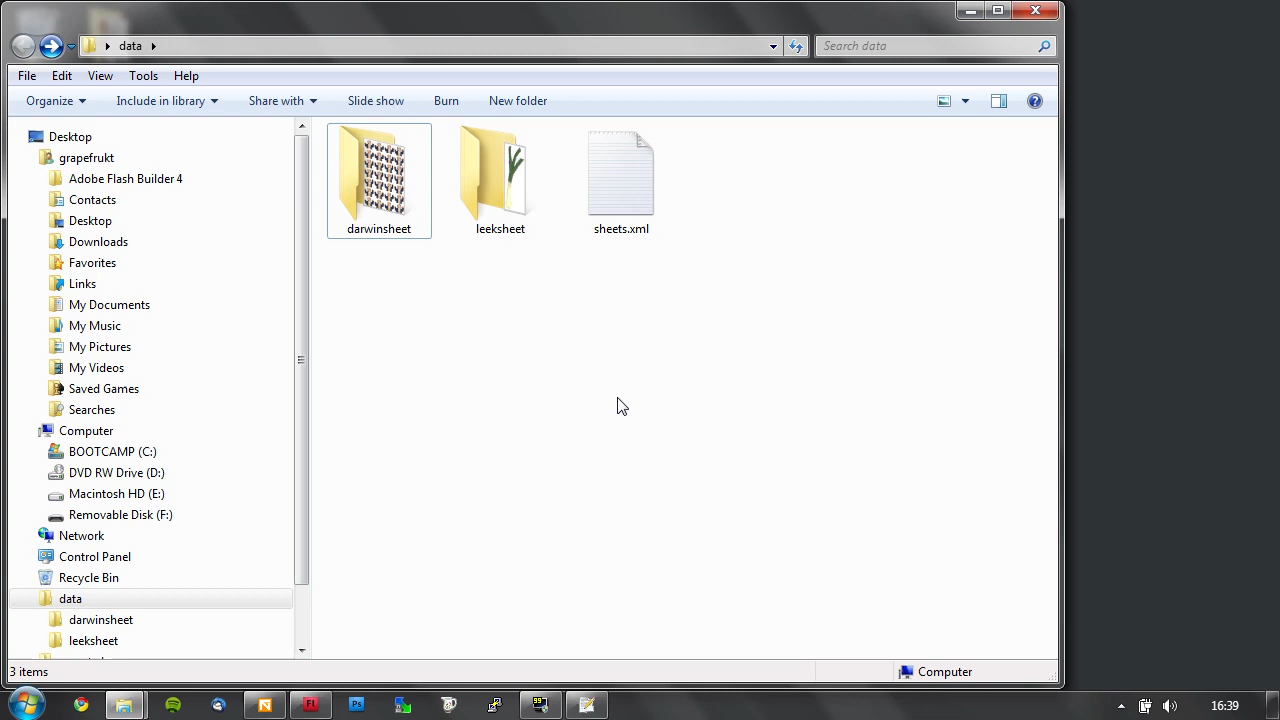 data
Search data
File Edit View Tools Help
Organize Include in library Share with Slide show Burn New folder
Desktop
grapefrukt
Adobe Flash Builder 4
Contacts
Desktop
Downloads
Favorites
Links
My Documents
My Music
My Pictures
My Videos
Saved Games
Searches
Computer
BOOTCAMP (C:)
DVD RW Drive (D:)
Macintosh HD (E:)
Removable Disk (F:)
Network
Control Panel
Recycle Bin
data
darwinsheet
leeksheet
darwinsheet leeksheet sheets.xml
3 items
Computer
N Fl Ps 99
16:39